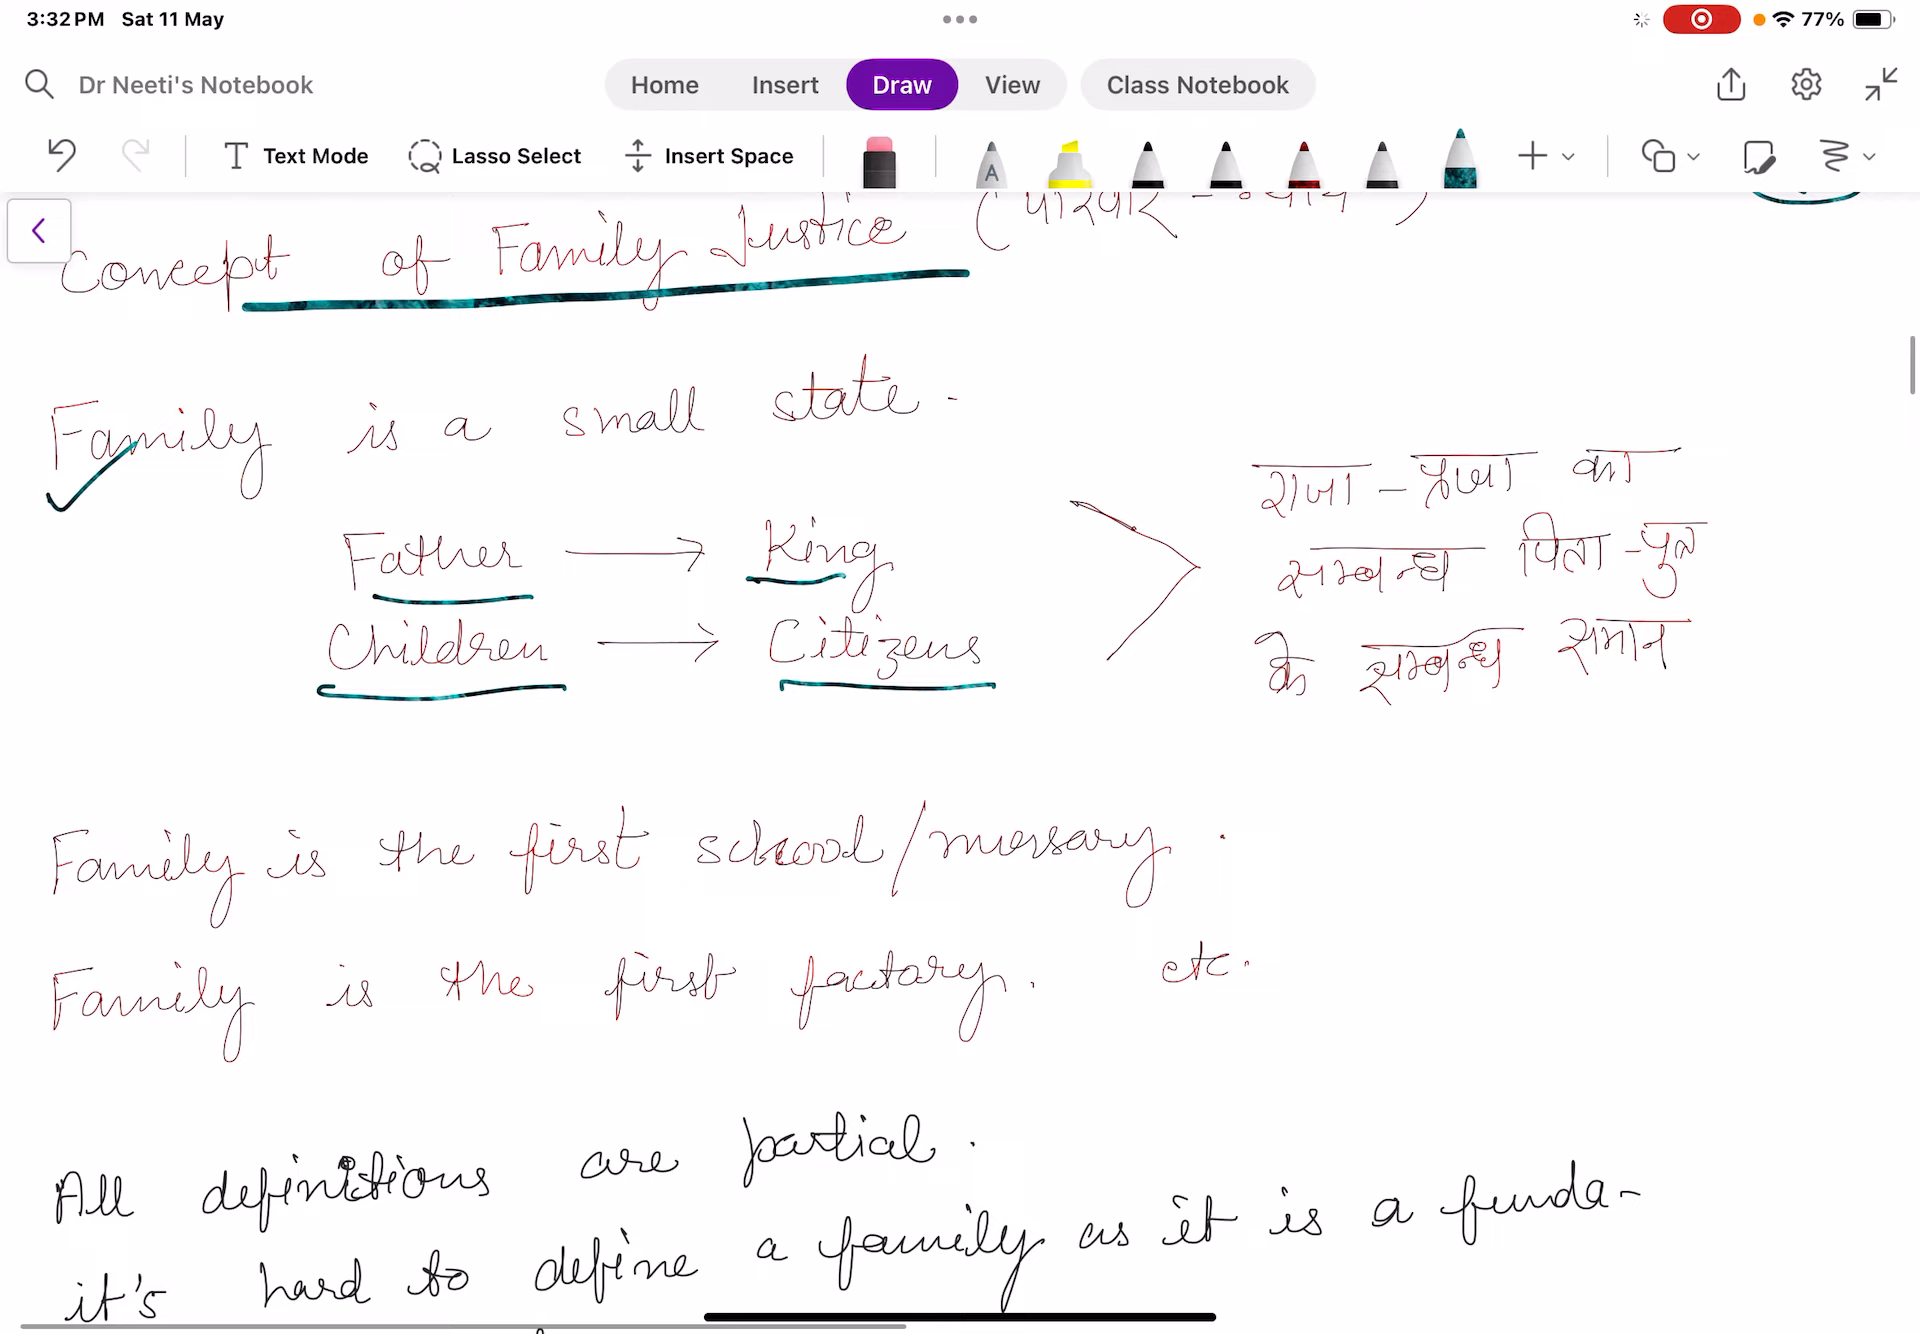 3:32 PM Sat 11 May
77%
Dr Neeti's Notebook
Home Insert Draw View Class Notebook
Text Mode Lasso Select Insert Space
A
Concept of Family Justice (
Family is a small state.
Father → King
Children → Citizens
राजा - प्रजा का
सम्बन्ध पिता - पुत्र
के सम्बन्ध समान
Family is the first school/nursary.
Family is the first factory. etc.
All definitions are partial.
it's hard to define a family as it is a funda-